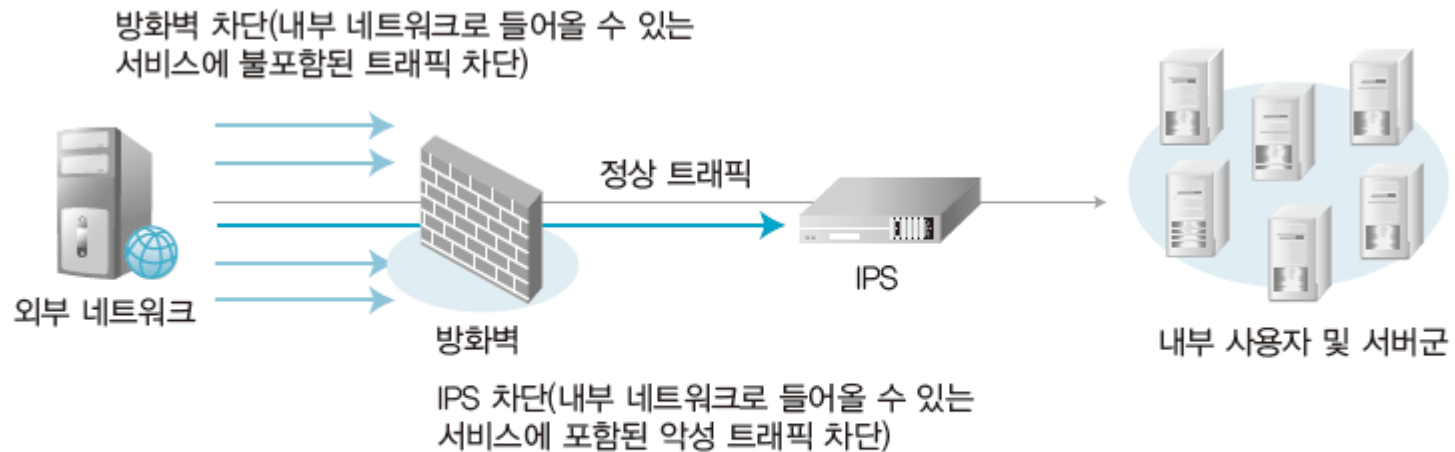 방화벽 차단(내부 네트워크로 들어올 수 있는
서비스에 불포함된 트래픽 차단)
정상 트래픽
외부 네트워크
방화벽
IPS
내부 사용자 및 서버군
IPS 차단(내부 네트워크로 들어올 수 있는
서비스에 포함된 악성 트래픽 차단)